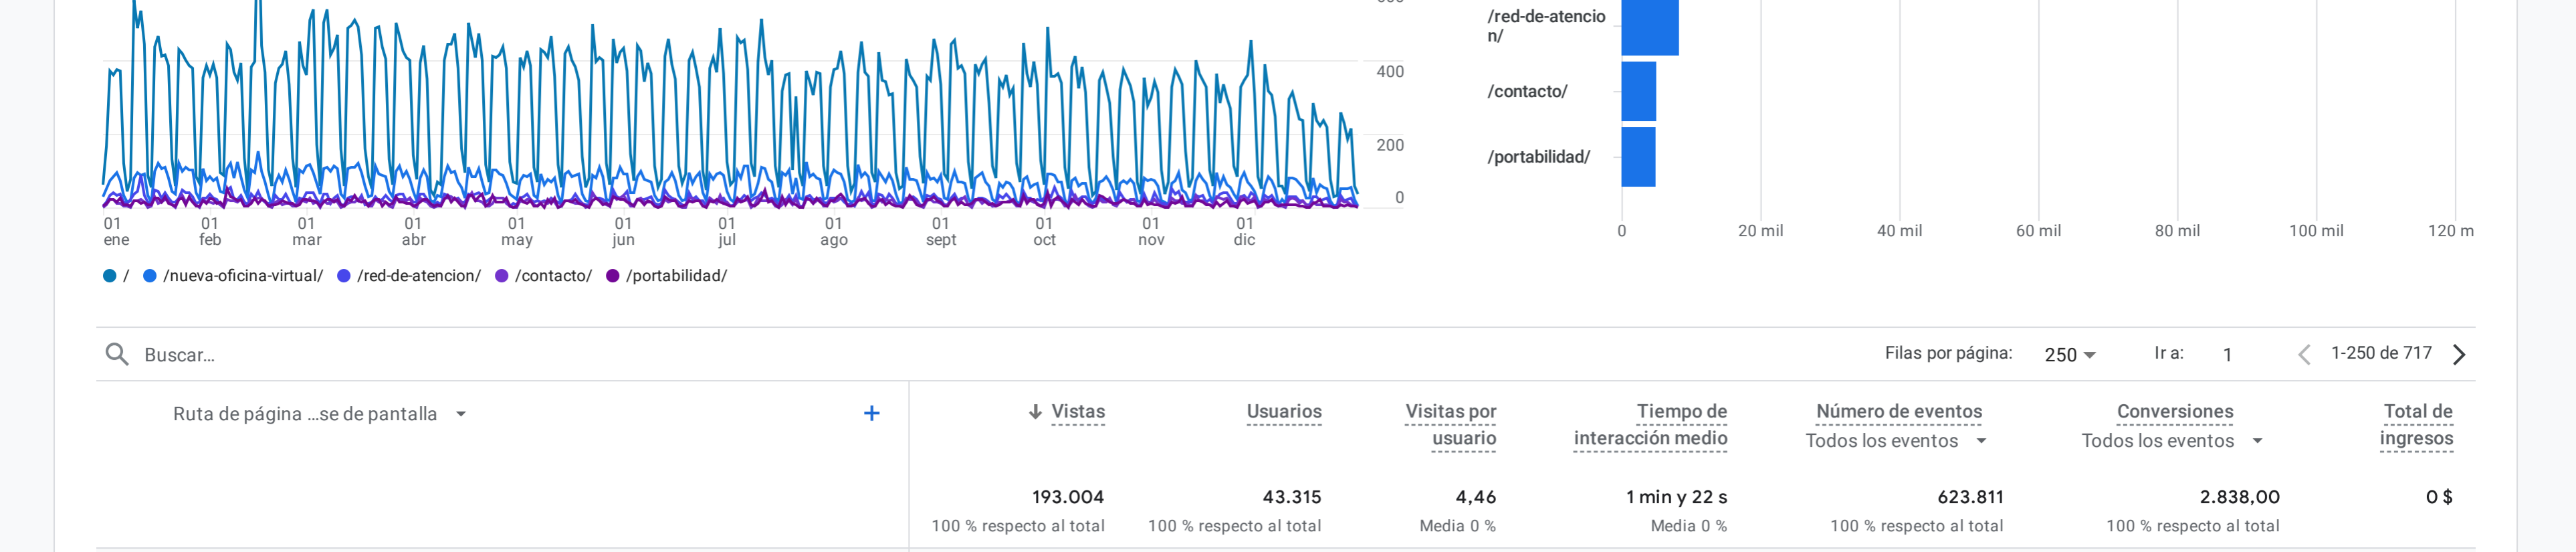 400
200
0
01 01 01 01 01 01 01 01 01 01 01 01
ene feb mar abr may jun jul ago sept oct nov dic
/ /nueva-oficina-virtual/ /red-de-atencion/ /contacto/ /portabilidad/
/red-de-atencio
n/
/contacto/
/portabilidad/
0 20 mil 40 mil 60 mil 80 mil 100 mil 120 m
Buscar...
Filas por página: 250 Ir a: 1 1-250 de 717
Ruta de página ...se de pantalla +
Vistas Usuarios Visitas por Tiempo de Número de eventos Conversiones Total de
usuario interacción medio Todos los eventos Todos los eventos ingresos
193.004 43.315 4,46 1 min y 22 s 623.811 2.838,00 0 $
100 % respecto al total 100 % respecto al total Media 0 % Media 0 % 100 % respecto al total 100 % respecto al total